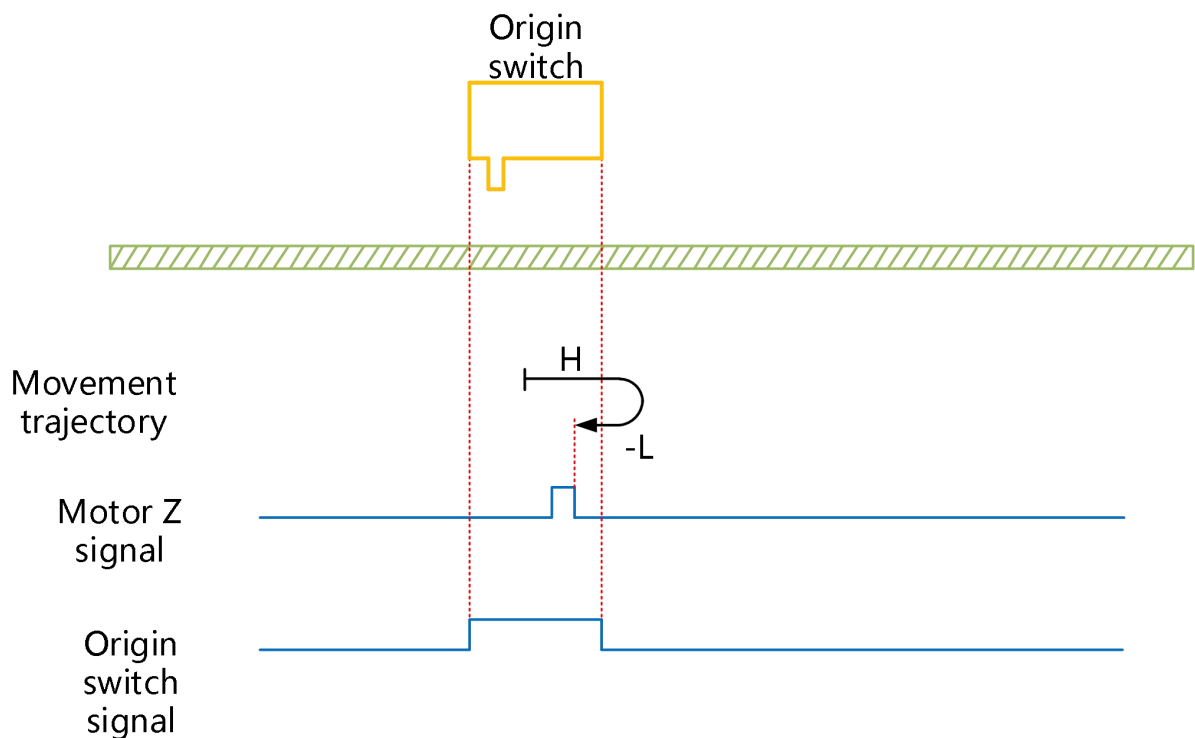 Origin
switch
H
Movement
trajectory
-L
Motor Z
signal
Origin
switch
signal